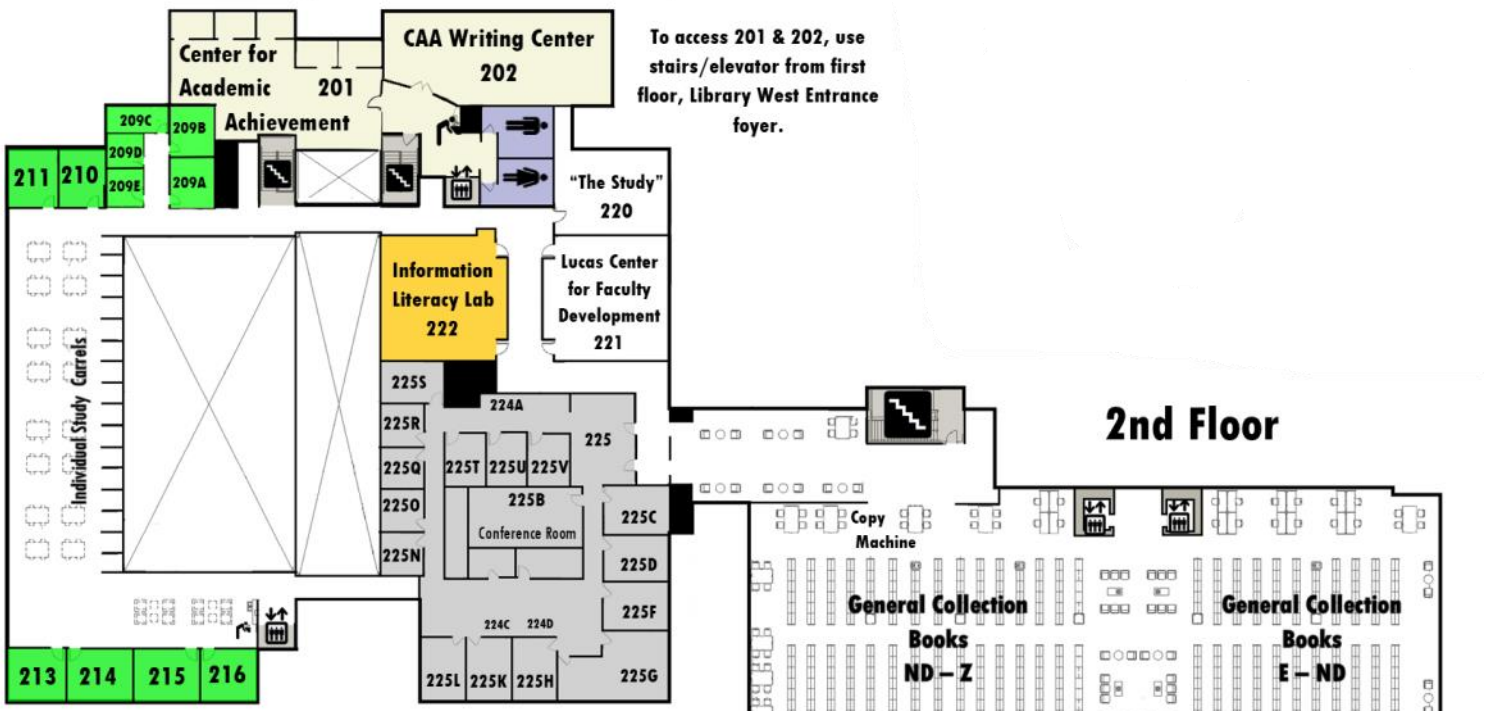 CAA Writing Center
202
To access 201 & 202, use
stairs/elevator from first
floor, Library West Entrance
foyer.
Center for
Academic 201
Achievement
209C
209B
209D
209E
209A
211
210
“The Study”
220
Information
Literacy Lab
222
Lucas Center
for Faculty
Development
221
Individual Study Carrels
225S
224A
225R
225
225Q
225T
225U
225V
225O
225B
Conference Room
225N
225C
225D
225F
224C
224D
225L
225K
225H
225G
213
214
215
216
2nd Floor
Copy
Machine
General Collection
Books
ND – Z
General Collection
Books
E – ND